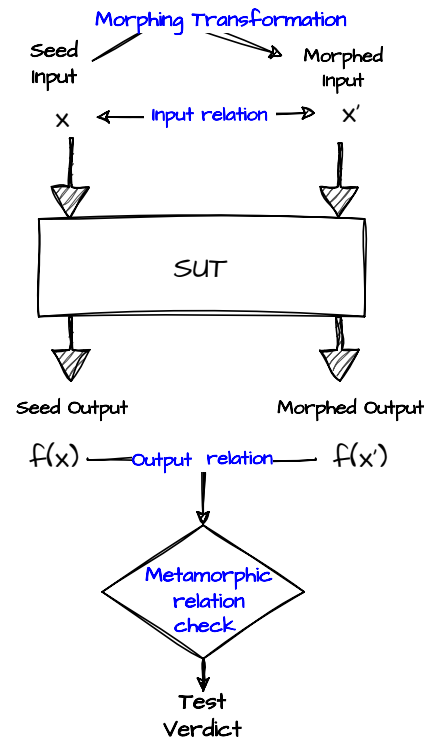 Morphing Transformation
Seed
Input
Morphed
Input
x
Input relation
x'
SUT
Seed Output
Morphed Output
f(x)
Output relation
f(x')
Metamorphic
relation
check
Test
Verdict